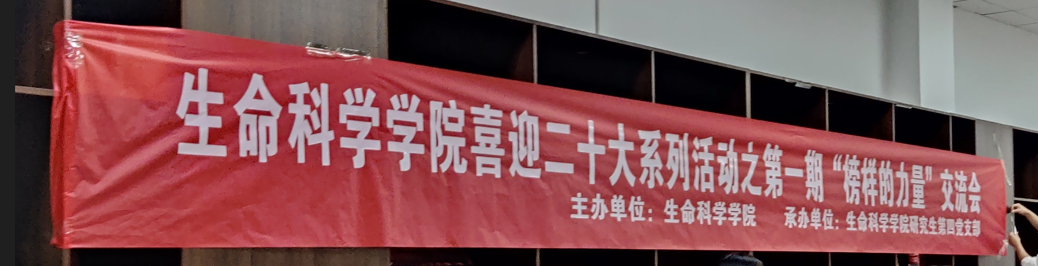 生命科学学院喜迎二十大系列活动之第一期“榜样的力量”交流会
主办单位：生命科学学院 承办单位：生命科学学院研究生第四党支部